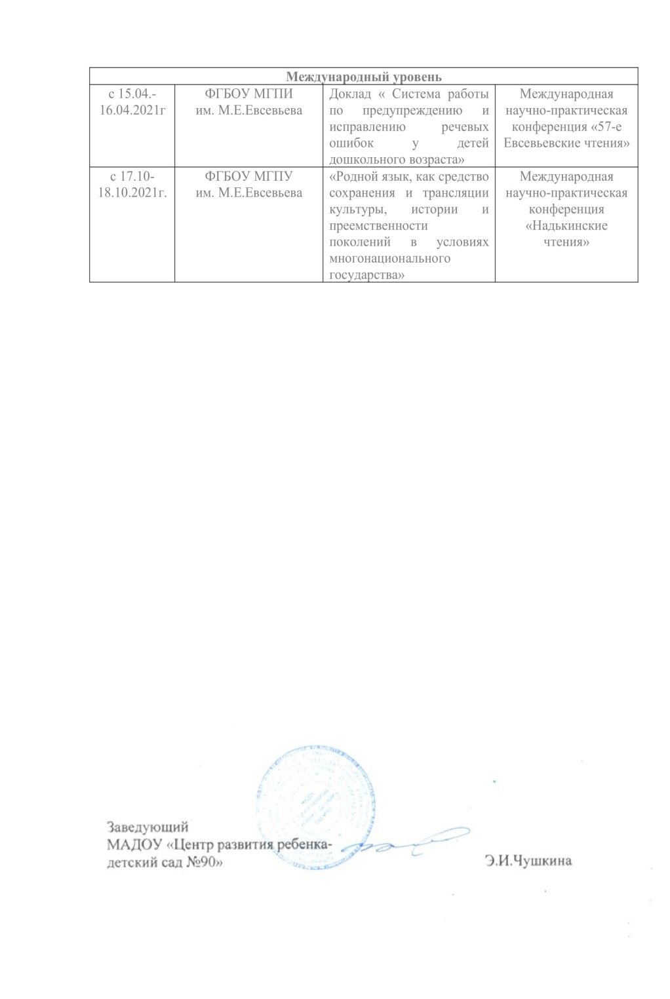 Международный уровень
с 15.04.-
16.04.2021г
ФГБОУ МГПИ
им. М.Е.Евсевьева
Доклад « Система работы
по предупреждению и
исправлению речевых
ошибок у детей
дошкольного возраста»
Международная
научно-практическая
конференция «57-е
Евсевьевские чтения»
с 17.10-
18.10.2021г.
ФГБОУ МГПУ
им. М.Е.Евсевьева
«Родной язык, как средство
сохранения и трансляции
культуры, истории и
преемственности
поколений в условиях
многонационального
государства»
Международная
научно-практическая
конференция
«Надькинские
чтения»
Заведующий
МАДОУ «Центр развития ребенка-
детский сад №90»
Э.И.Чушкина